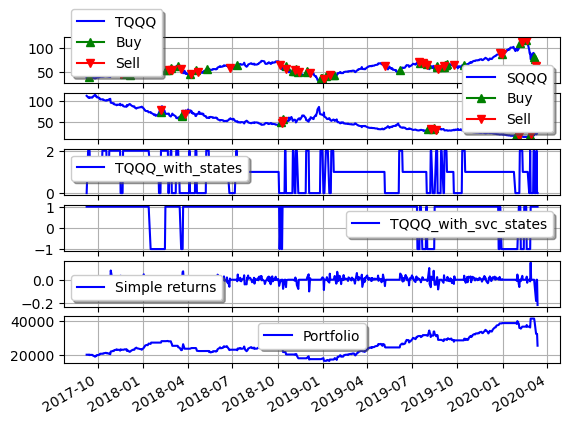 TQQQ
Buy
Sell
100
50
SQQQ
Buy
Sell
100
50
2
0
TQQQ_with_states
1
0
−1
TQQQ_with_svc_states
0.0
−0.2
Simple returns
40000
20000
Portfolio
2017-10 2018-01 2018-04 2018-07 2018-10 2019-01 2019-04 2019-07 2019-10 2020-01 2020-04